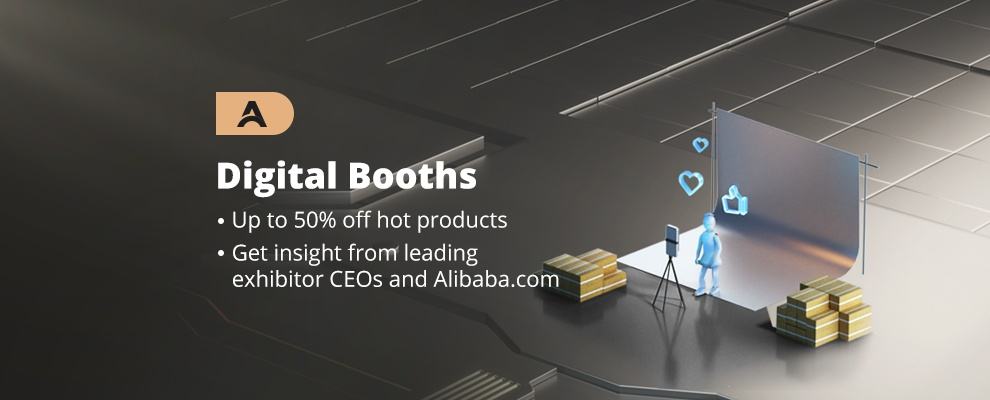 A
Digital Booths
• Up to 50% off hot products
• Get insight from leading
exhibitor CEOs and Alibaba.com